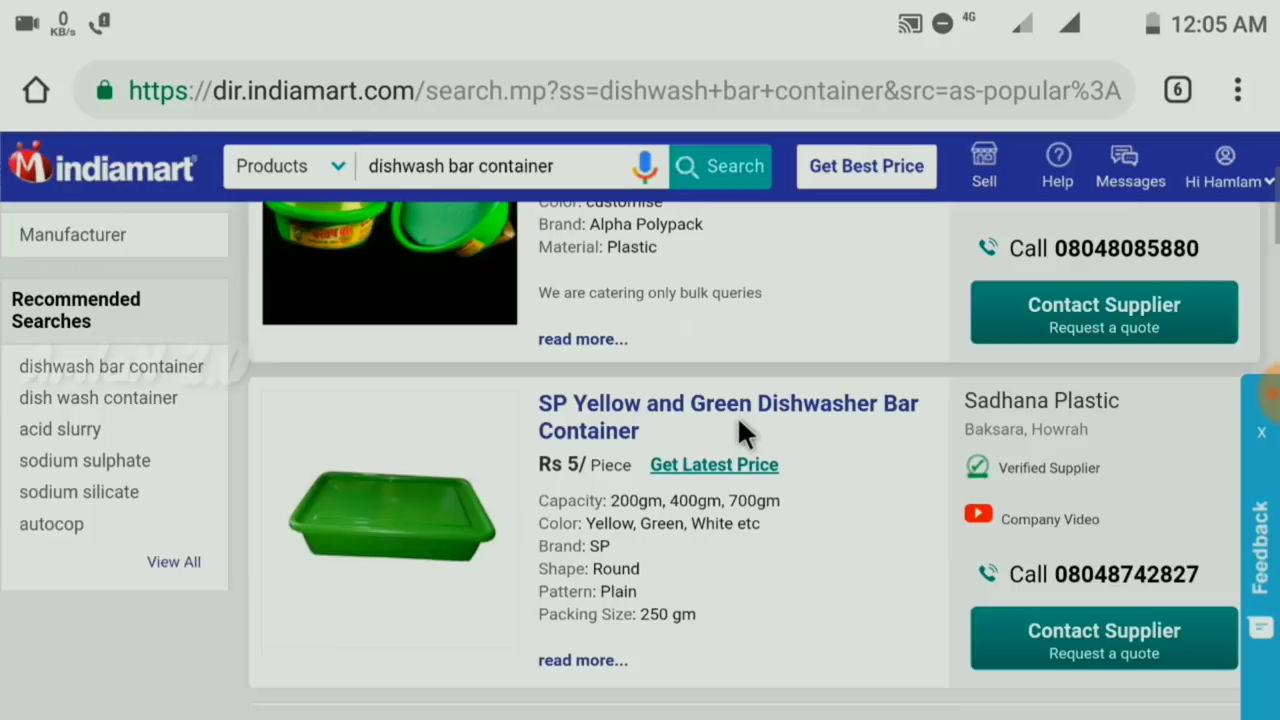 0
KB/s
4G
12:05 AM
https://dir.indiamart.com/search.mp?ss=dishwash+bar+container&src=as-popular%3A
6
indiamart
Products
dishwash bar container
Search
Get Best Price
Sell
Help
Messages
Hi Hamlam
Manufacturer
Recommended
Searches
dishwash bar container
dish wash container
acid slurry
sodium sulphate
sodium silicate
autocop
View All
Color: customise
Brand: Alpha Polypack
Material: Plastic
We are catering only bulk queries
read more...
Call 08048085880
Contact Supplier
Request a quote
SP Yellow and Green Dishwasher Bar
Container
Rs 5/ Piece Get Latest Price
Capacity: 200gm, 400gm, 700gm
Color: Yellow, Green, White etc
Brand: SP
Shape: Round
Pattern: Plain
Packing Size: 250 gm
read more...
Sadhana Plastic
Baksara, Howrah
Verified Supplier
Company Video
Call 08048742827
Contact Supplier
Request a quote
x
Feedback